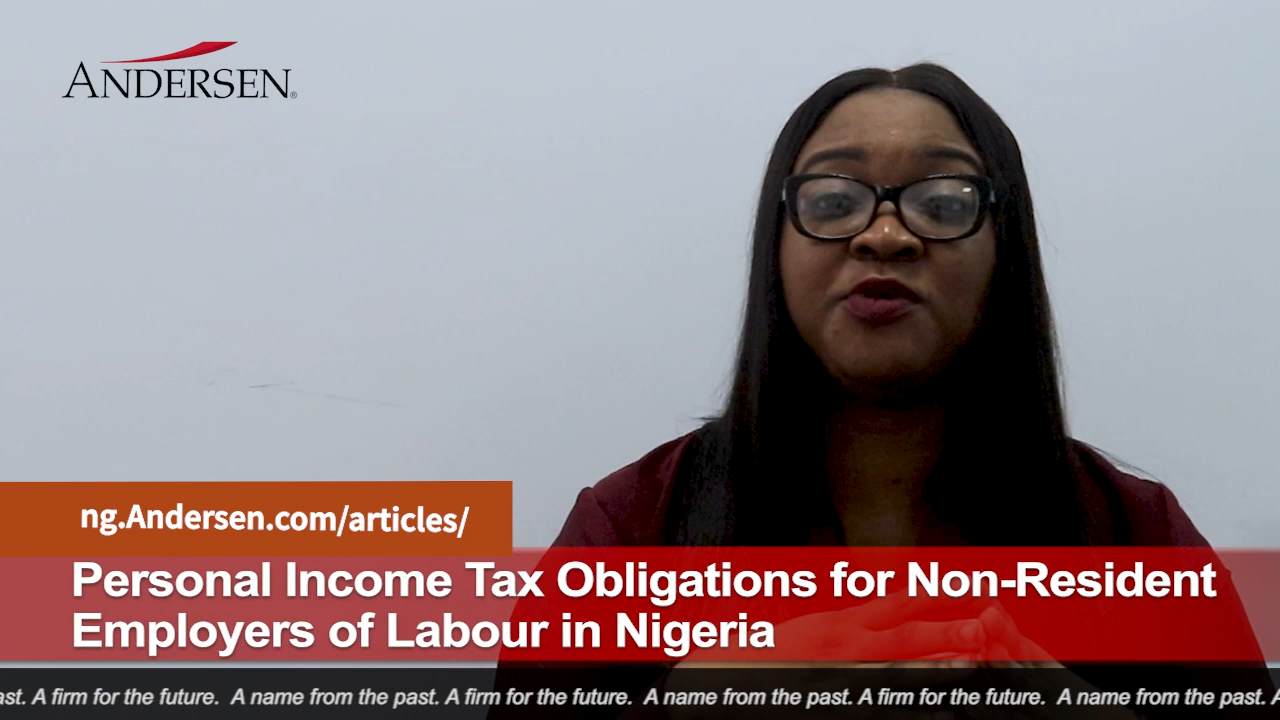 ANDERSEN®
ng.Andersen.com/articles/
Personal Income Tax Obligations for Non-Resident
Employers of Labour in Nigeria
ast. A firm for the future. A name from the past. A firm for the future. A name from the past. A firm for the future. A name from the past. A